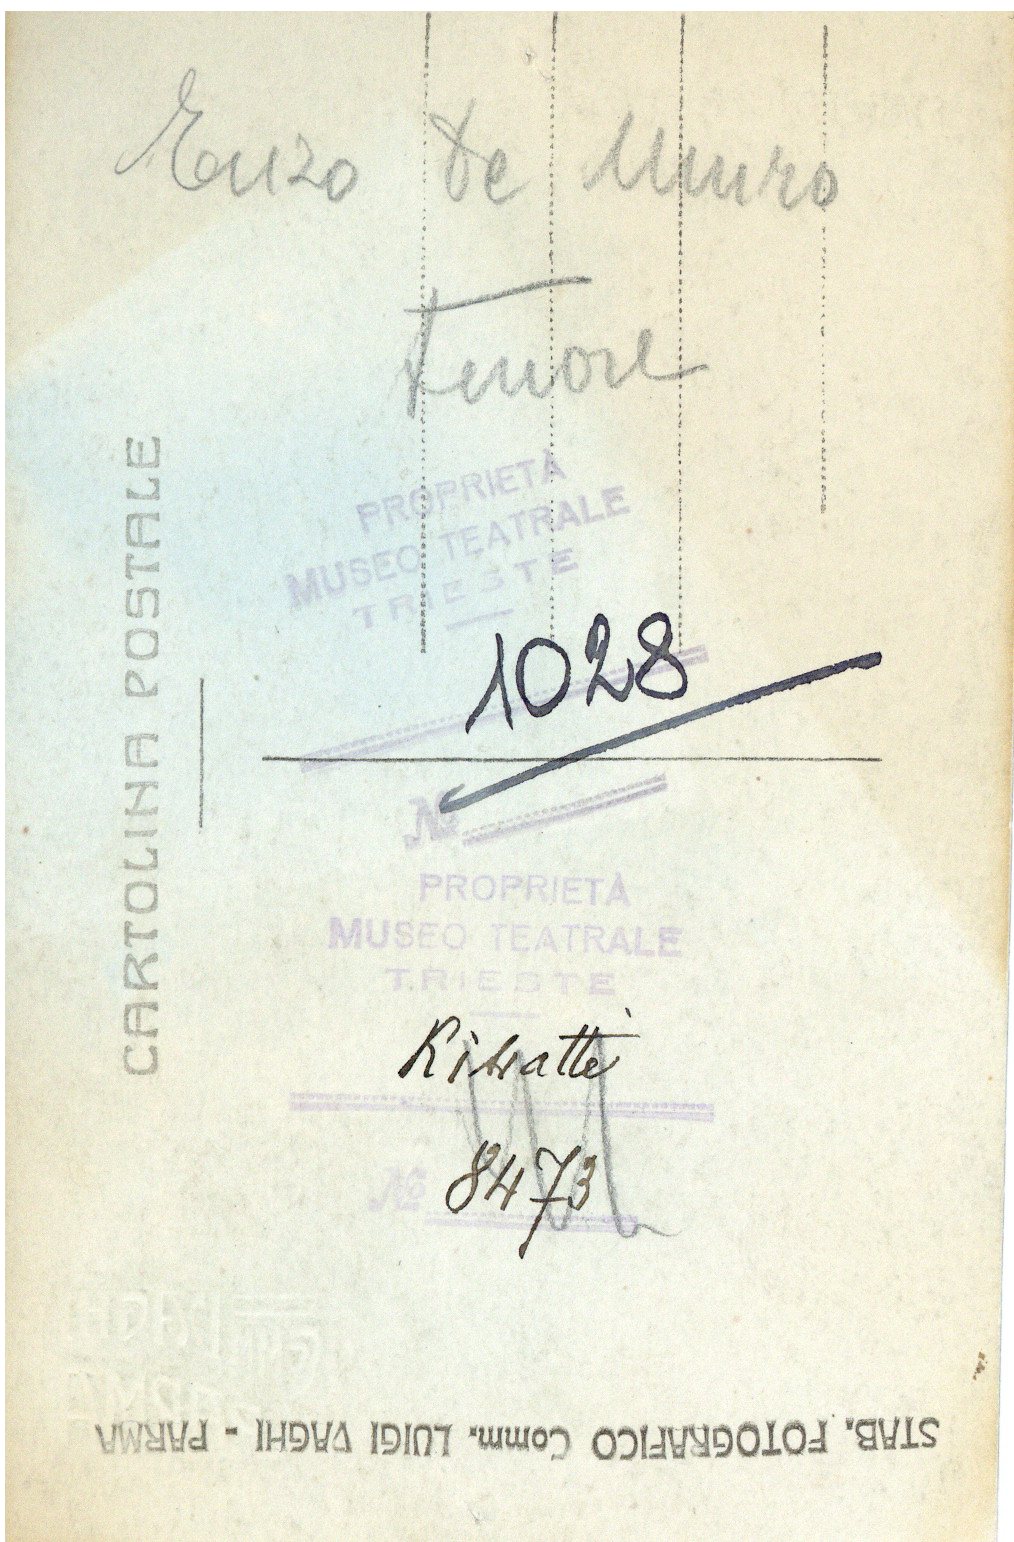 Enzo de Muro
Tenore
CARTOLINA POSTALE
PROPRIETÀ
MUSEO TEATRALE
TRIESTE
1028
No
PROPRIETÀ
MUSEO TEATRALE
TRIESTE
8473
No
STAB. FOTOGRAFICO Comm. LUIGI VAGHI - PARMA